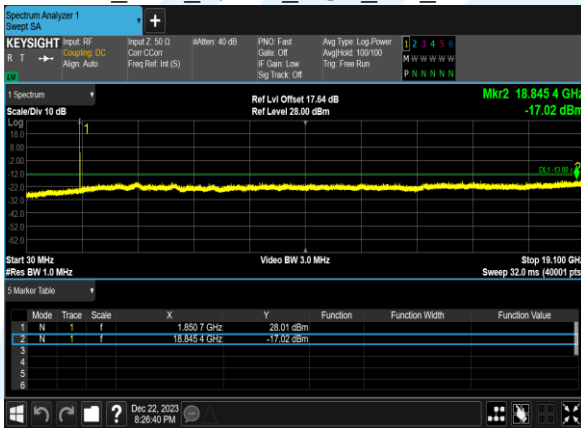 Spectrum Analyzer 1
Swept SA
KEYSIGHT Input: RF Input Z: 50 Ω #Atten: 40 dB PNO: Fast Avg Type: Log-Power 1 2 3 4 5 6
R T Coupling: DC Corr CCorr Gate: Off Avg|Hold: 100/100 M W W W W W
Align: Auto Freq Ref: Int (S) IF Gain: Low Trig: Free Run
Sig Track: Off P N N N N N
1 Spectrum
Scale/Div 10 dB Ref Lvl Offset 17.64 dB Mkr2 18.845 4 GHz
Ref Level 28.00 dBm -17.02 dBm
Log
18.0
8.00
-2.00
-12.0
-22.0
-32.0
-42.0
-52.0
-62.0
1
DL1 -13.00
2
Start 30 MHz Video BW 3.0 MHz Stop 19.100 GHz
#Res BW 1.0 MHz Sweep 32.0 ms (40001 pts
5 Marker Table
Mode Trace Scale X Y Function Function Width Function Value
1 N 1 f 1.850 7 GHz 28.01 dBm
2 N 1 f 18.845 4 GHz -17.02 dBm
3
4
5
6
? Dec 22, 2023
8:26:40 PM